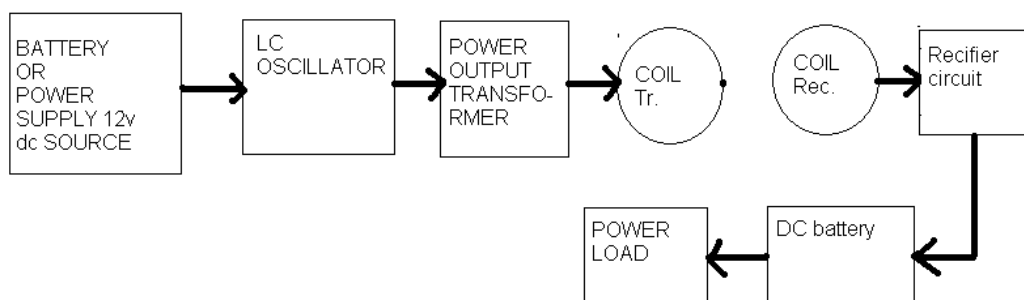 BATTERY
OR
POWER
SUPPLY 12v
dc SOURCE
LC
OSCILLATOR
POWER
OUTPUT
TRANSFO-
RMER
COIL
Tr.
COIL
Rec.
Rectifier
circuit
POWER
LOAD
DC battery